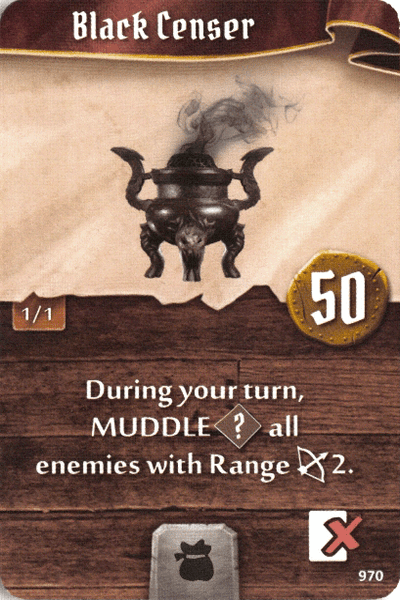 Black Censer
1/1
50
During your turn,
MUDDLE ? all
enemies with Range 2.
970